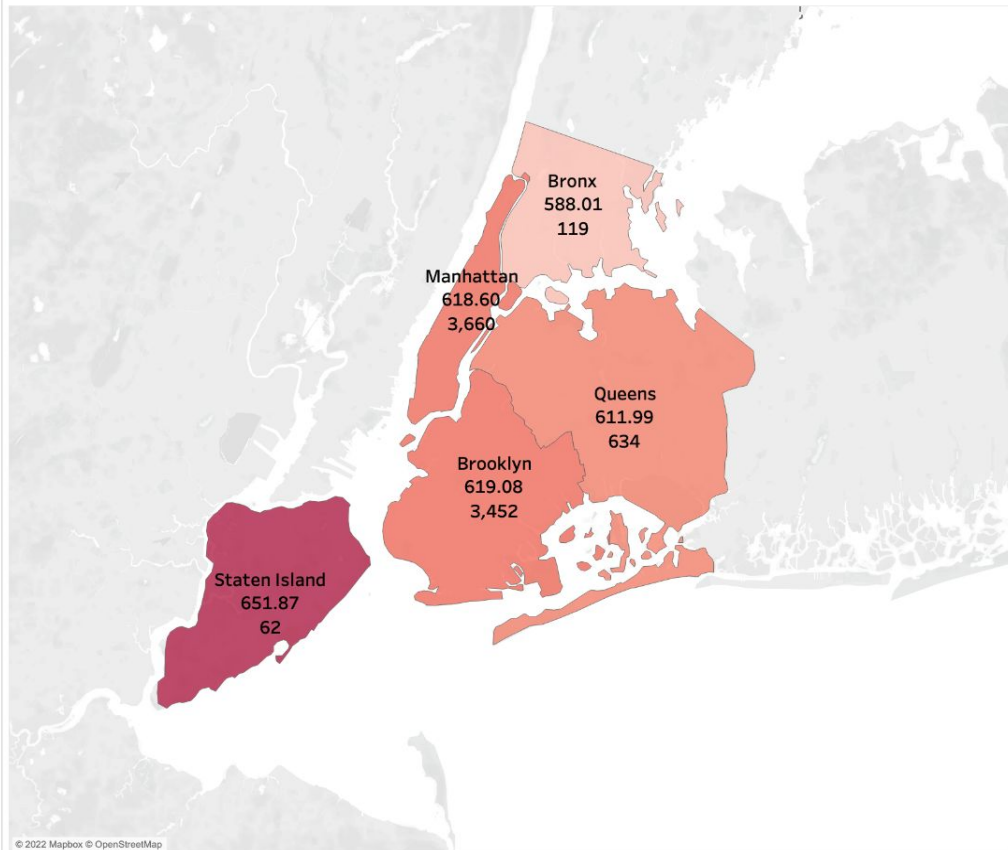 Bronx
588.01
119
Manhattan
618.60
3,660
Queens
611.99
634
Brooklyn
619.08
3,452
Staten Island
651.87
62
© 2022 Mapbox © OpenStreetMap